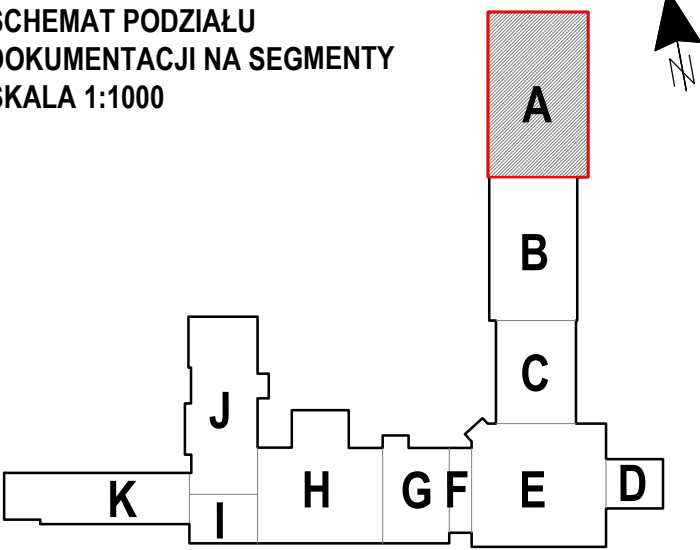 SCHEMAT PODZIAŁU
DOKUMENTACJI NA SEGMENTY
SKALA 1:1000
N
A
B
C
J
H
G
F
E
D
K
I